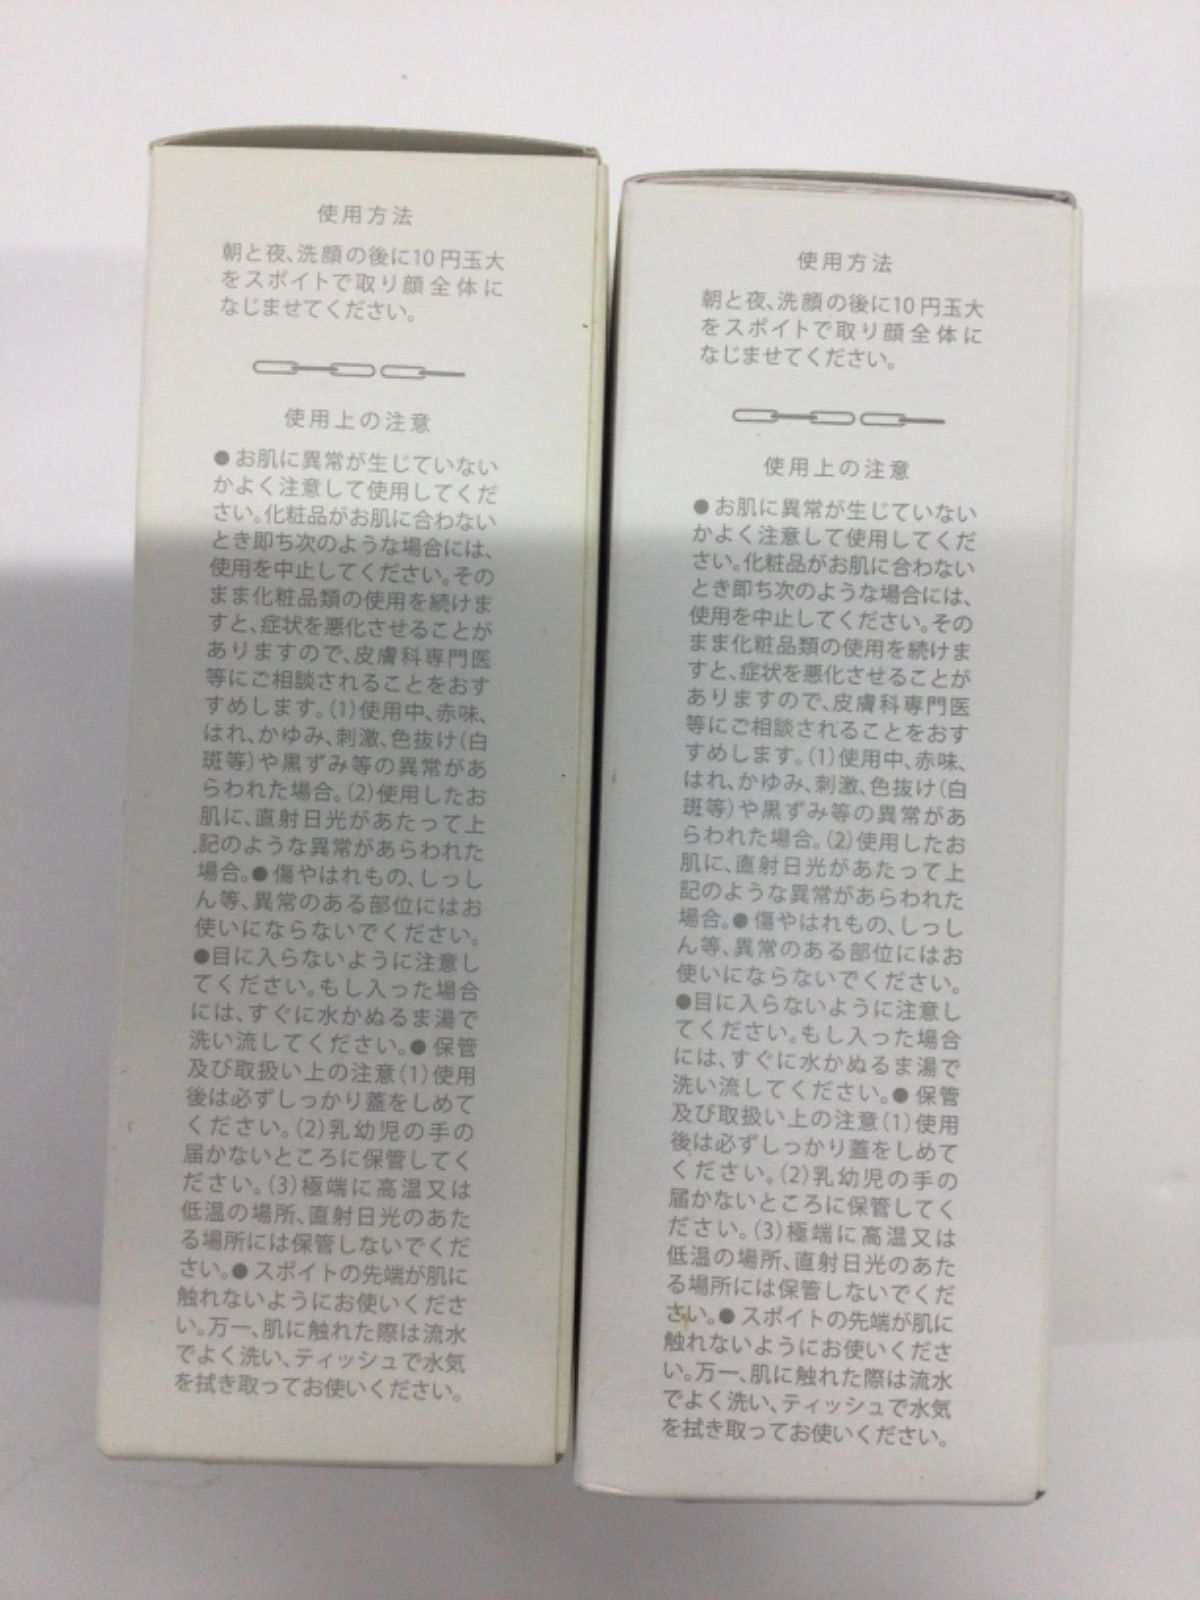 使用方法
朝と夜、洗顔の後に10円玉大
をスポイトで取り顔全体に
なじませてください。
使用上の注意
●お肌に異常が生じていない
かよく注意して使用してくだ
さい。化粧品がお肌に合わない
とき即ち次のような場合には、
使用を中止してください。その
まま化粧品類の使用を続けま
すと、症状を悪化させることが
ありますので、皮膚科専門医
等にご相談されることをおす
すめします。(1)使用中、赤味、
はれ、かゆみ、刺激、色抜け(白
斑等)や黒ずみ等の異常があ
らわれた場合。(2)使用したお
肌に、直射日光があたって上
記のような異常があらわれた
場合。●傷やはれもの、しっし
ん等、異常のある部位にはお
使いにならないでください。
●目に入らないように注意し
てください。もし入った場合
には、すぐに水かぬるま湯で
洗い流してください。●保管
及び取扱い上の注意(1)使用
後は必ずしっかり蓋をしめて
ください。(2)乳幼児の手の
届かないところに保管してく
ださい。(3)極端に高温又は
低温の場所、直射日光のあた
る場所には保管しないでくだ
さい。●スポイトの先端が肌に
触れないようにお使いくださ
い。万一、肌に触れた際は流水
でよく洗い、ティッシュで水気
を拭き取ってお使いください。
使用方法
朝と夜、洗顔の後に10円玉大
をスポイトで取り顔全体に
なじませてください。
使用上の注意
●お肌に異常が生じていない
かよく注意して使用してくだ
さい。化粧品がお肌に合わない
とき即ち次のような場合には、
使用を中止してください。その
まま化粧品類の使用を続けま
すと、症状を悪化させることが
ありますので、皮膚科専門医
等にご相談されることをおす
すめします。(1)使用中、赤味、
はれ、かゆみ、刺激、色抜け(白
斑等)や黒ずみ等の異常があ
らわれた場合。(2)使用したお
肌に、直射日光があたって上
記のような異常があらわれた
場合。●傷やはれもの、しっし
ん等、異常のある部位にはお
使いにならないでください。
●目に入らないように注意し
てください。もし入った場合
には、すぐに水かぬるま湯で
洗い流してください。●保管
及び取扱い上の注意(1)使用
後は必ずしっかり蓋をしめて
ください。(2)乳幼児の手の
届かないところに保管してく
ださい。(3)極端に高温又は
低温の場所、直射日光のあた
る場所には保管しないでくだ
さい。●スポイトの先端が肌に
触れないようにお使いくださ
い。万一、肌に触れた際は流水
でよく洗い、ティッシュで水気
を拭き取ってお使いください。